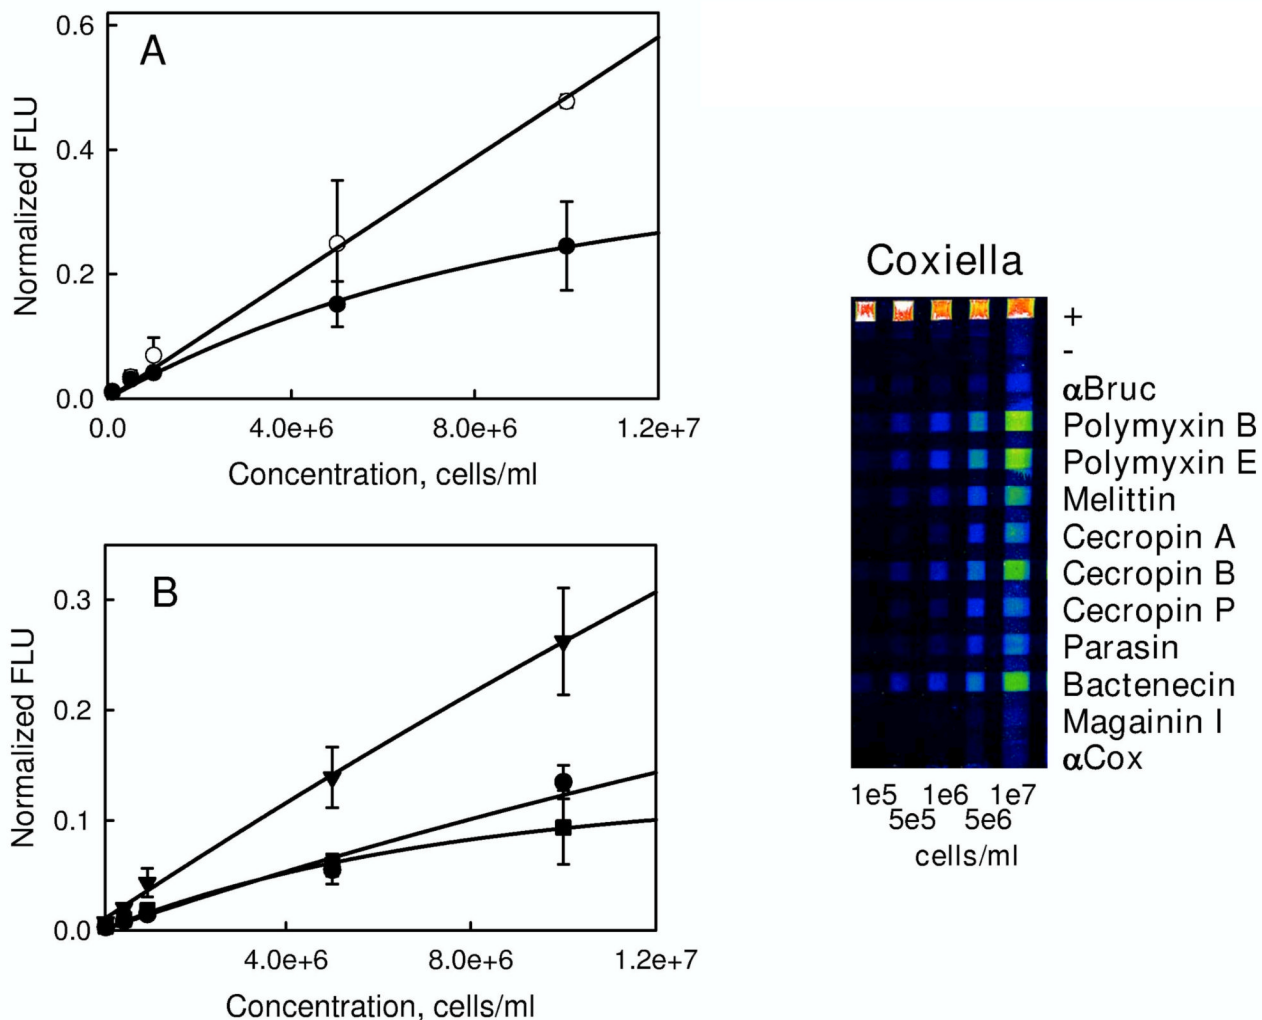 A
Normalized FLU
0.6
0.4
0.2
0.0
0.0 4.0e+6 8.0e+6 1.2e+7
Concentration, cells/ml
B
Normalized FLU
0.3
0.2
0.1
0.0
4.0e+6 8.0e+6 1.2e+7
Concentration, cells/ml
Coxiella
+
-
αBruc
Polymyxin B
Polymyxin E
Melittin
Cecropin A
Cecropin B
Cecropin P
Parasin
Bactenecin
Magainin I
αCox
1e5 1e6 1e7
5e5 5e6
cells/ml